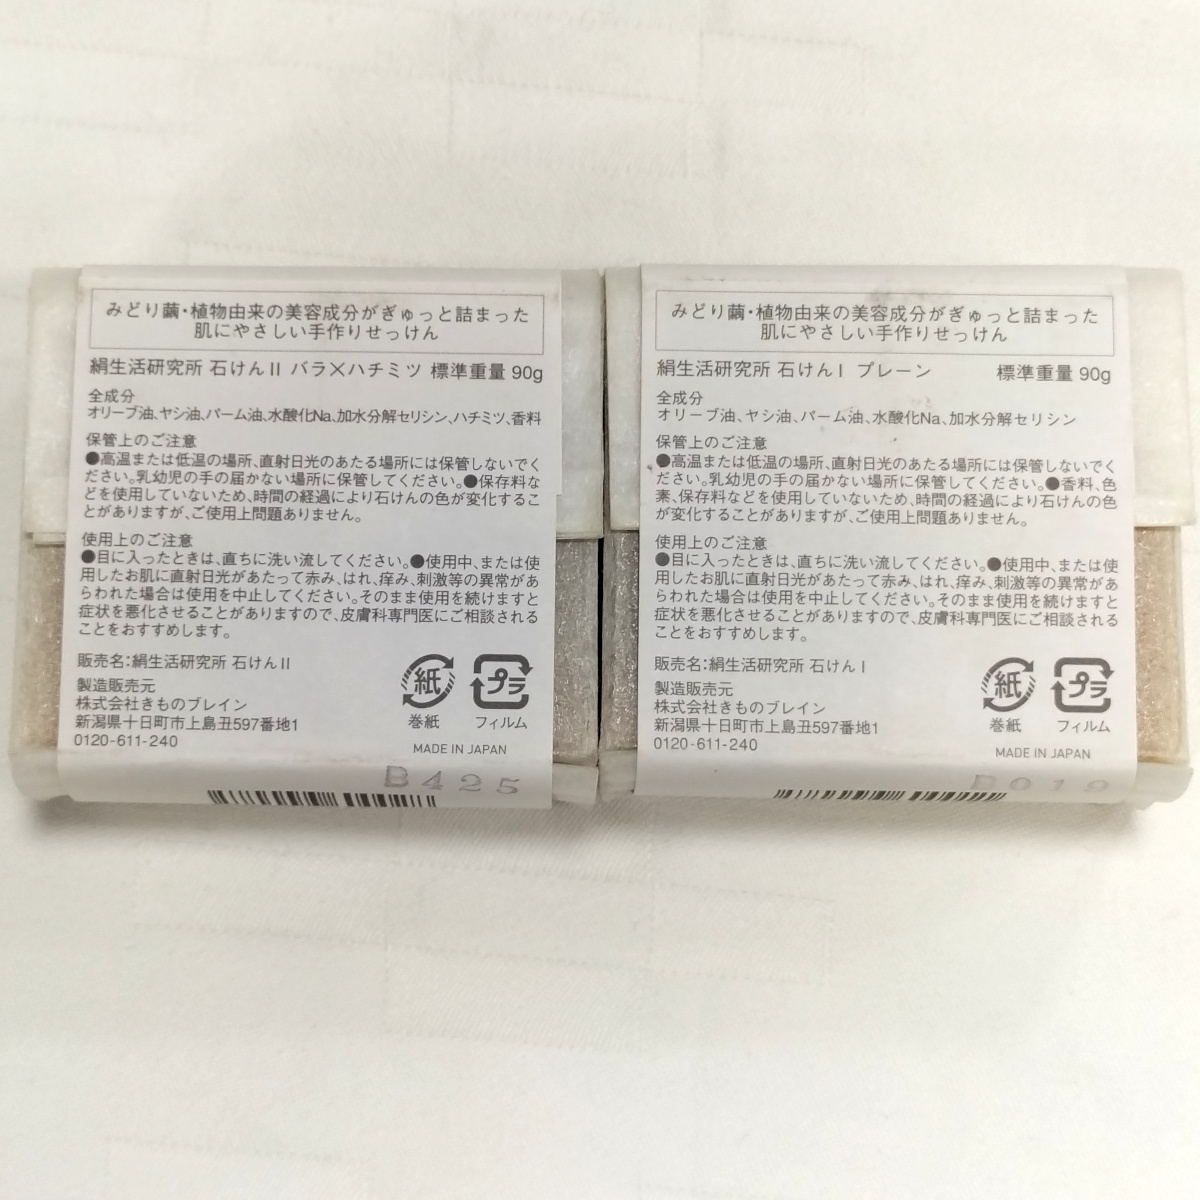 みどり繭・植物由来の美容成分がぎゅっと詰まった
肌にやさしい手作りせっけん
絹生活研究所 石けんⅡ バラ×ハチミツ 標準重量 90g
全成分
オリーブ油、ヤシ油、パーム油、水酸化Na、加水分解セリシン、ハチミツ、香料
保管上のご注意
●高温または低温の場所、直射日光のあたる場所には保管しないでく
ださい。乳幼児の手の届かない場所に保管してください。●保存料な
どを使用していないため、時間の経過により石けんの色が変化するこ
とがありますが、ご使用上問題ありません。
使用上のご注意
●目に入ったときは、直ちに洗い流してください。●使用中、または使
用したお肌に直射日光があたって赤み、はれ、痒み、刺激等の異常があ
らわれた場合は使用を中止してください。そのまま使用を続けますと
症状を悪化させることがありますので、皮膚科専門医にご相談される
ことをおすすめします。
販売名:絹生活研究所 石けんⅡ
製造販売元
株式会社きものブレイン
新潟県十日町市上島丑597番地1
0120-611-240
紙
巻紙
プラ
フィルム
MADE IN JAPAN
B425
みどり繭・植物由来の美容成分がぎゅっと詰まった
肌にやさしい手作りせっけん
絹生活研究所 石けんⅠ プレーン 標準重量 90g
全成分
オリーブ油、ヤシ油、パーム油、水酸化Na、加水分解セリシン
保管上のご注意
●高温または低温の場所、直射日光のあたる場所には保管しないでく
ださい。乳幼児の手の届かない場所に保管してください。●香料、色
素、保存料などを使用していないため、時間の経過により石けんの色
が変化することがありますが、ご使用上問題ありません。
使用上のご注意
●目に入ったときは、直ちに洗い流してください。●使用中、または使
用したお肌に直射日光があたって赤み、はれ、痒み、刺激等の異常があ
らわれた場合は使用を中止してください。そのまま使用を続けますと
症状を悪化させることがありますので、皮膚科専門医にご相談される
ことをおすすめします。
販売名:絹生活研究所 石けんⅠ
製造販売元
株式会社きものブレイン
新潟県十日町市上島丑597番地1
0120-611-240
紙
巻紙
プラ
フィルム
MADE IN JAPAN
B019